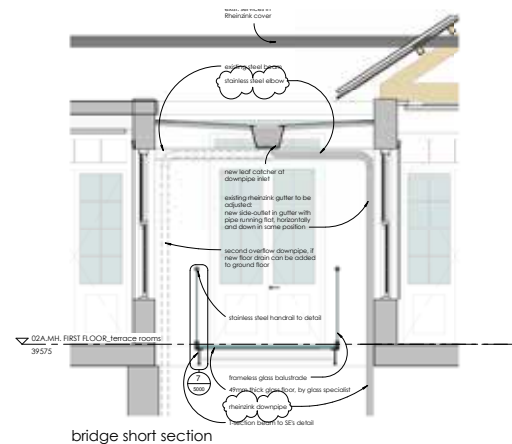 Rheinzink cover
existing steel beam
stainless steel elbow
new leaf catcher at
downpipe inlet
existing rheinzink gutter to be
adjusted:
new side-outlet in gutter with
pipe running flat, horizontally
and down in same position
second overflow downpipe, if
new floor drain can be added
to ground floor
stainless steel handrail to detail
02A.MH. FIRST FLOOR_terrace rooms
39575
frameless glass balustrade
7
5000
49mm thick glass floor, by glass specialist
rheinzink downpipe
I-section beam to SE's detail
bridge short section